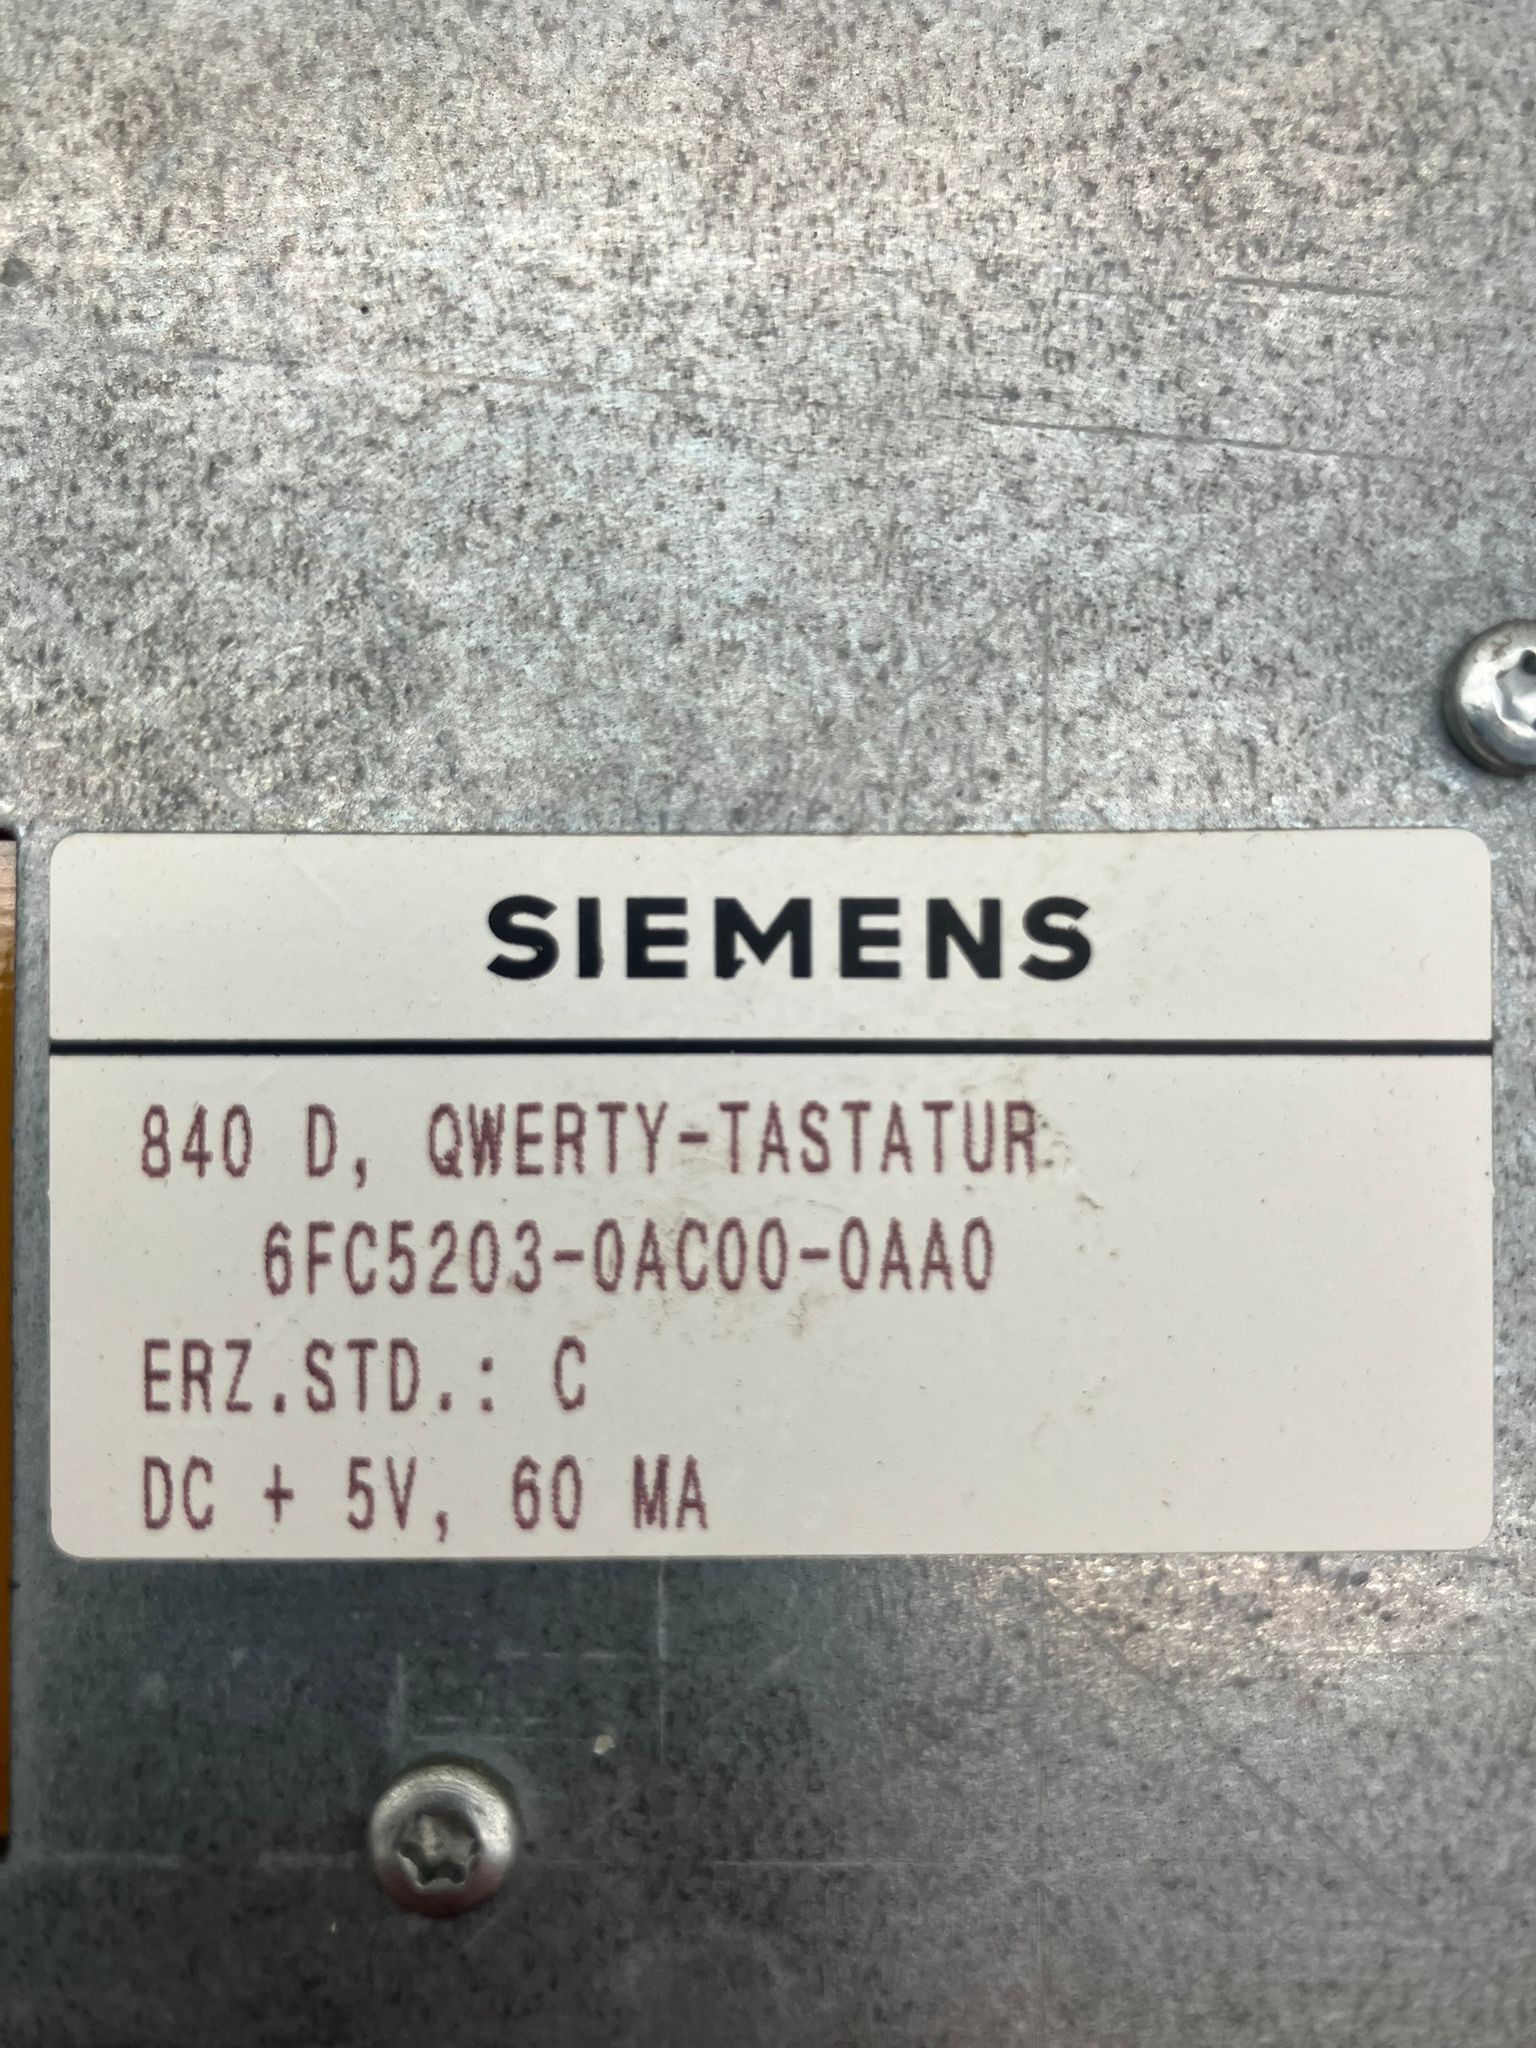 SIEMENS
840 D, QWERTY-TASTATUR
6FC5203-0AC00-0AA0
ERZ.STD.: C
DC + 5V, 60 MA